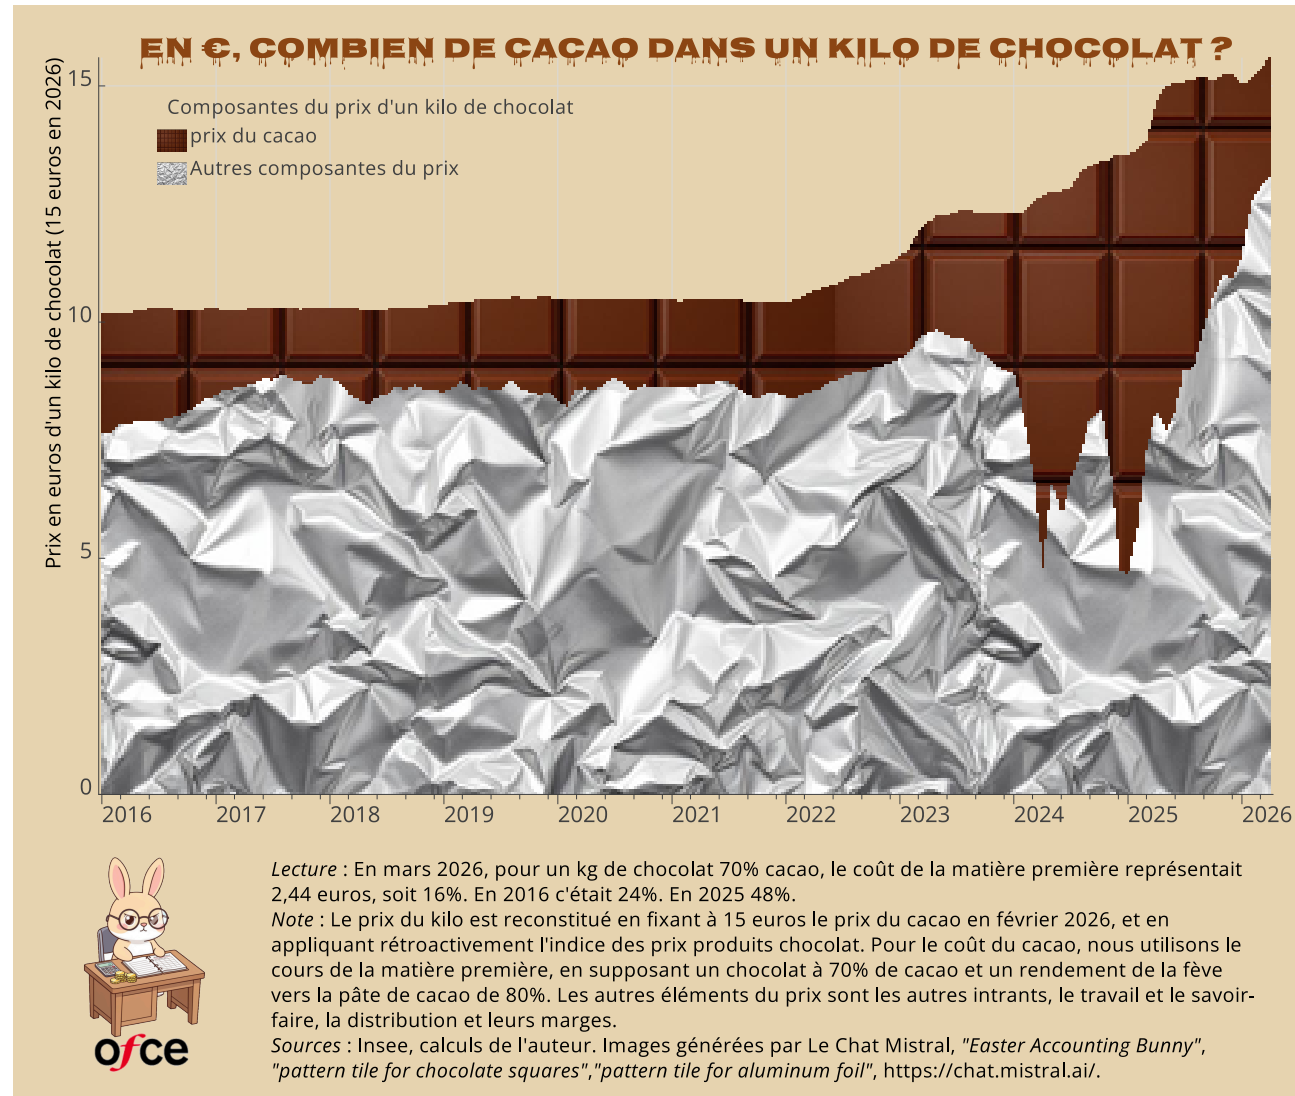 EN €, COMBIEN DE CACAO DANS UN KILO DE CHOCOLAT ?
Prix en euros d'un kilo de chocolat (15 euros en 2026)
15
10
5
0
Composantes du prix d'un kilo de chocolat
prix du cacao
Autres composantes du prix
2016 2017 2018 2019 2020 2021 2022 2023 2024 2025 2026
Lecture : En mars 2026, pour un kg de chocolat 70% cacao, le coût de la matière première représentait
2,44 euros, soit 16%. En 2016 c'était 24%. En 2025 48%.
Note : Le prix du kilo est reconstitué en fixant à 15 euros le prix du cacao en février 2026, et en
appliquant rétroactivement l'indice des prix produits chocolat. Pour le coût du cacao, nous utilisons le
cours de la matière première, en supposant un chocolat à 70% de cacao et un rendement de la fève
vers la pâte de cacao de 80%. Les autres éléments du prix sont les autres intrants, le travail et le savoir-
faire, la distribution et leurs marges.
Sources : Insee, calculs de l'auteur. Images générées par Le Chat Mistral, "Easter Accounting Bunny",
"pattern tile for chocolate squares","pattern tile for aluminum foil", https://chat.mistral.ai/.
ofce